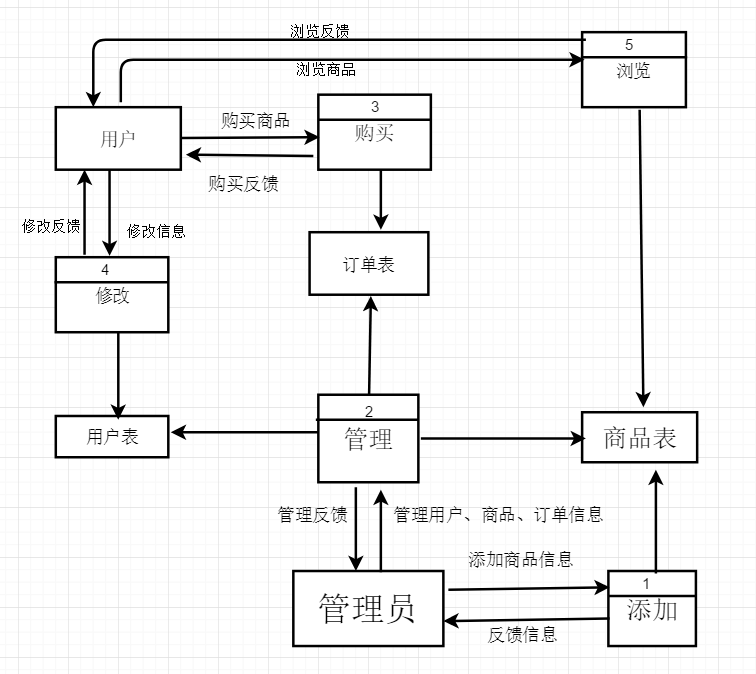 浏览反馈
5
浏览商品
浏览
3
购买商品
购买
用户
购买反馈
修改反馈
修改信息
4
修改
订单表
2
用户表
管理
商品表
管理反馈
管理用户、商品、订单信息
添加商品信息
1
管理员
添加
反馈信息